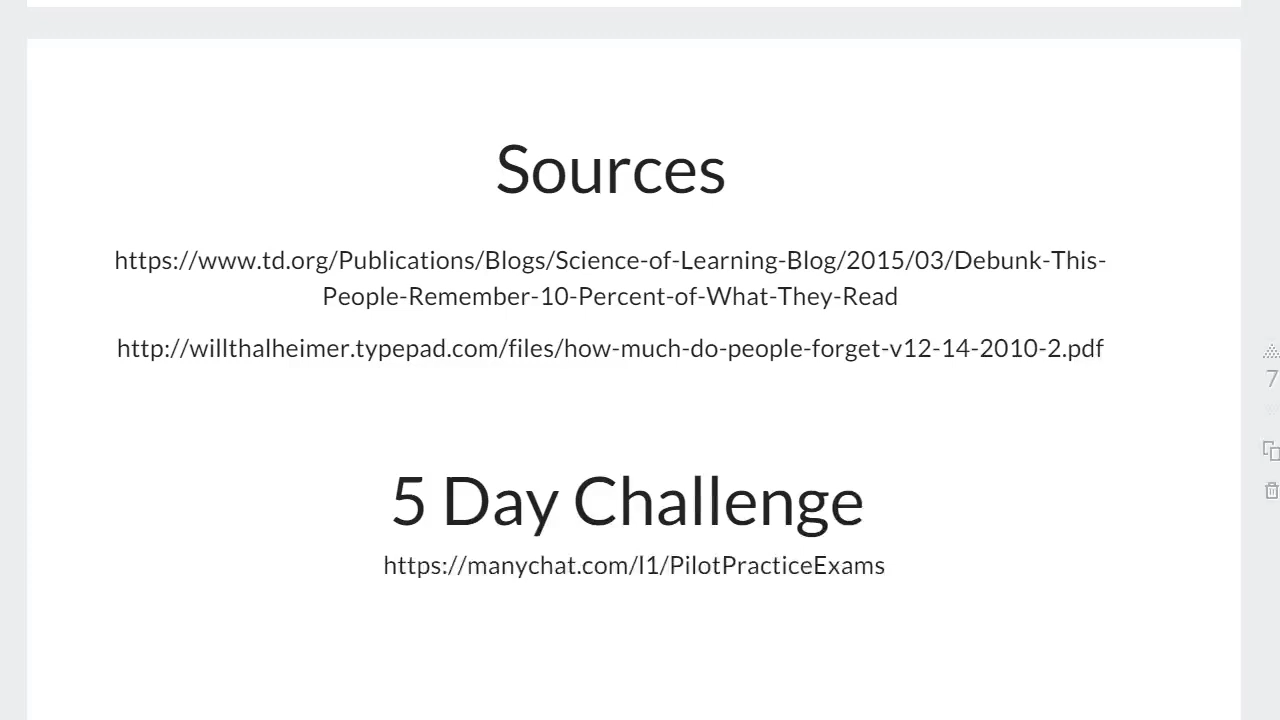 Sources
https://www.td.org/Publications/Blogs/Science-of-Learning-Blog/2015/03/Debunk-This-
People-Remember-10-Percent-of-What-They-Read
http://willthalheimer.typepad.com/files/how-much-do-people-forget-v12-14-2010-2.pdf
7
5 Day Challenge
https://manychat.com/l1/PilotPracticeExams